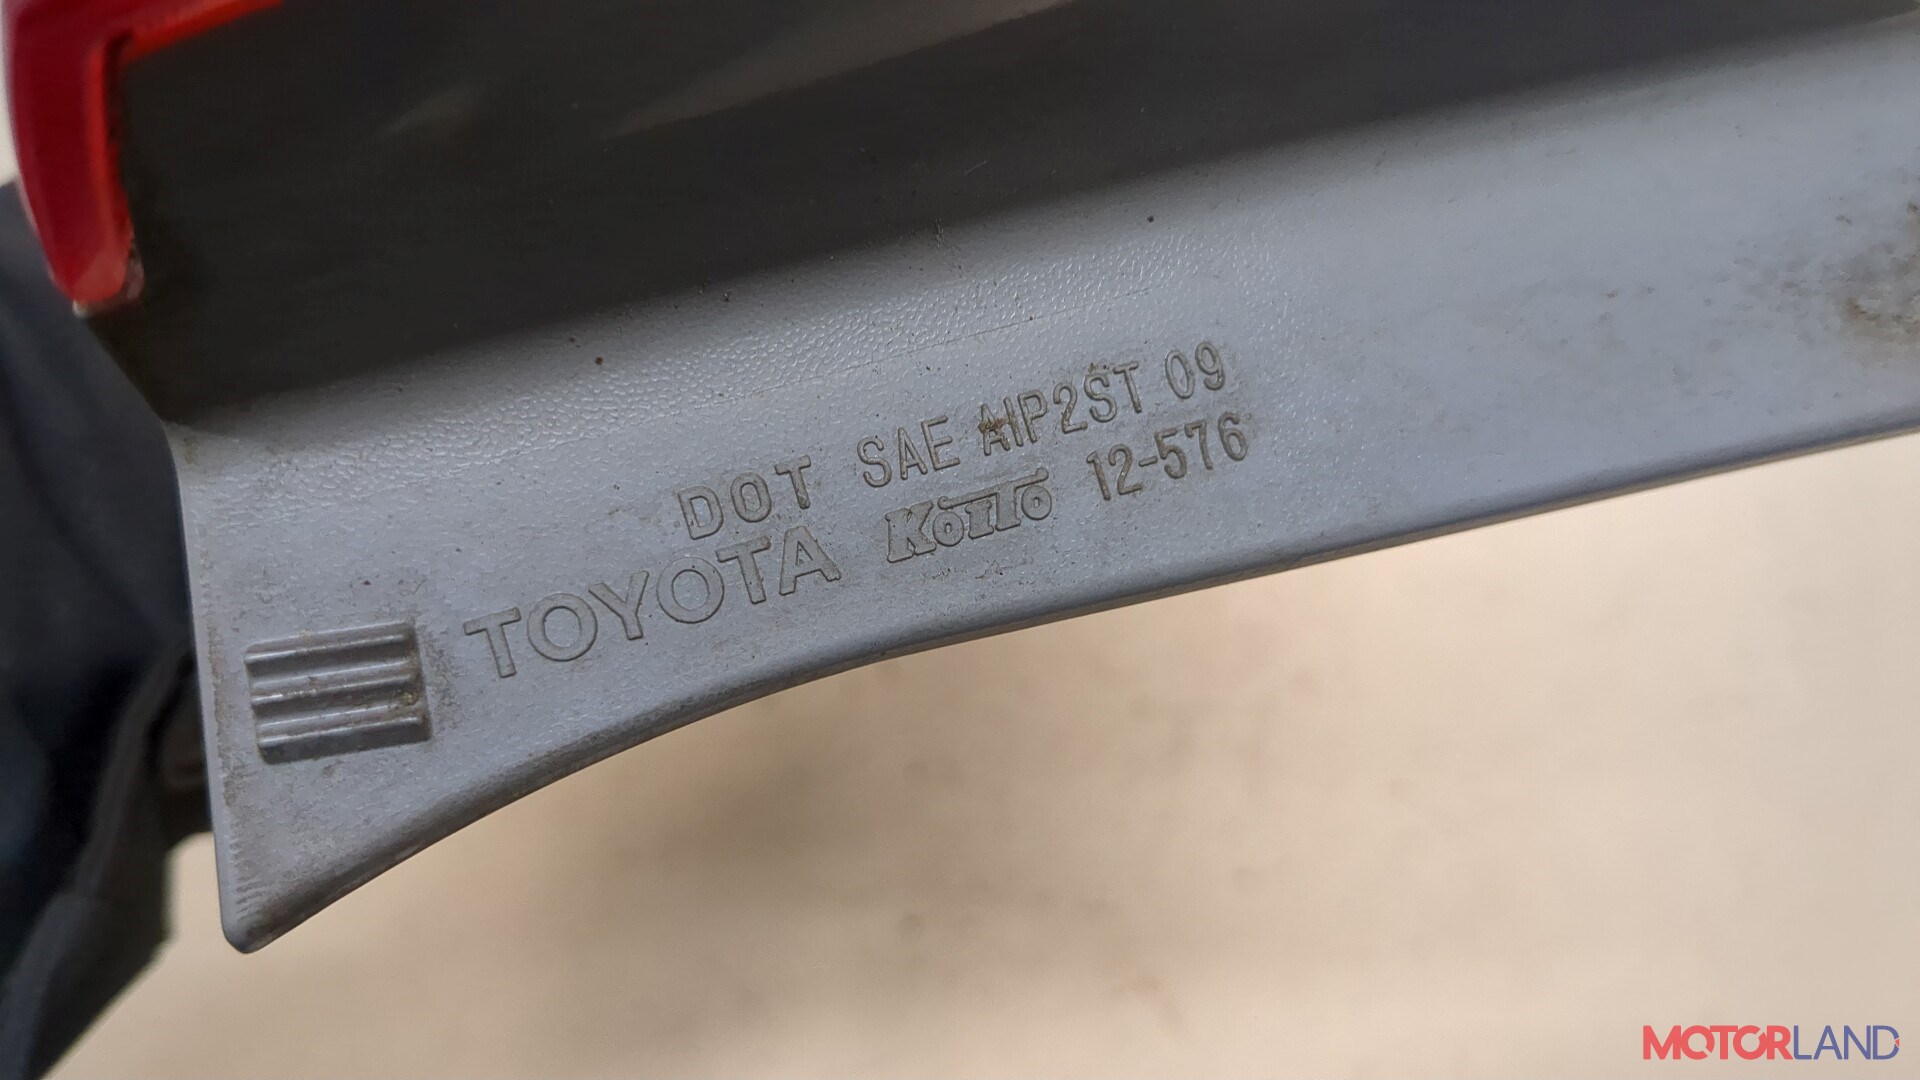 DOT SAE AIP2ST 09
TOYOTA KOITO 12-576
MOTORLAND